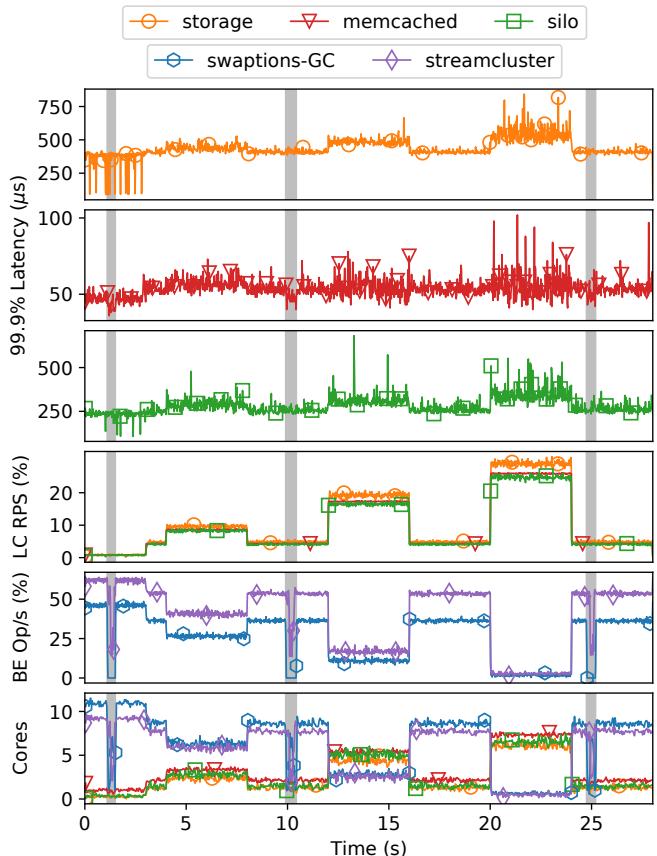 storage memcached silo
swaptions-GC streamcluster
99.9% Latency (μs)
750
500
250
100
50
500
250
LC RPS (%)
20
10
0
BE Op/s (%)
50
25
0
Cores
10
5
0
0 5 10 15 20 25
Time (s)